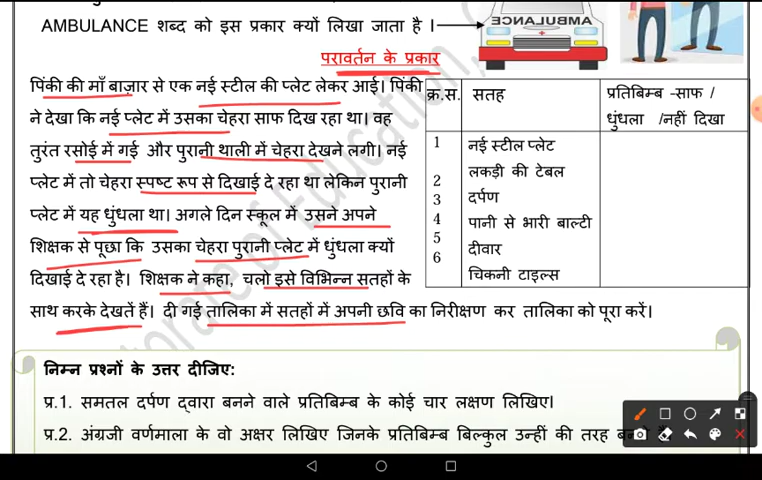 AMBULANCE शब्द को इस प्रकार क्यों लिखा जाता है ।
AMBULANCE
परावर्तन के प्रकार
पिंकी की माँ बाज़ार से एक नई स्टील की प्लेट लेकर आई। पिंकी
ने देखा कि नई प्लेट में उसका चेहरा साफ दिख रहा था। वह
तुरंत रसोई में गई और पुरानी थाली में चेहरा देखने लगी। नई
प्लेट में तो चेहरा स्पष्ट रूप से दिखाई दे रहा था लेकिन पुरानी
प्लेट में यह धुंधला था। अगले दिन स्कूल में उसने अपने
शिक्षक से पूछा कि उसका चेहरा पुरानी प्लेट में धुंधला क्यों
दिखाई दे रहा है। शिक्षक ने कहा, चलो इसे विभिन्न सतहों के
साथ करके देखतें हैं। दी गई तालिका में सतहों में अपनी छवि का निरीक्षण कर तालिका को पूरा करें।
क्र.स. सतह प्रतिबिम्ब -साफ /
धुंधला /नहीं दिखा
1 नई स्टील प्लेट
2 लकड़ी की टेबल
3 दर्पण
4 पानी से भारी बाल्टी
5 दीवार
6 चिकनी टाइल्स
निम्न प्रश्नों के उत्तर दीजिए:
प्र.1. समतल दर्पण द्वारा बनने वाले प्रतिबिम्ब के कोई चार लक्षण लिखिए।
प्र.2. अंग्रजी वर्णमाला के वो अक्षर लिखिए जिनके प्रतिबिम्ब बिल्कुल उन्हीं की तरह